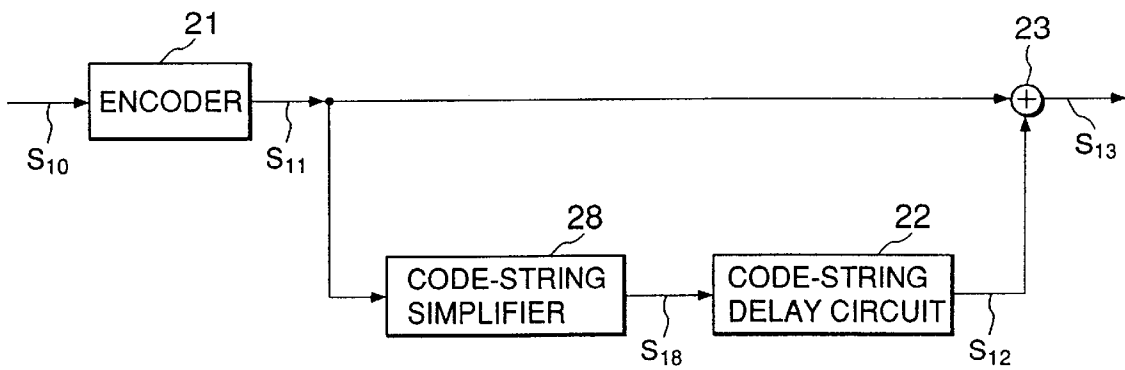 21
23
ENCODER
S10
S11
S13
28
22
CODE-STRING
SIMPLIFIER
CODE-STRING
DELAY CIRCUIT
S18
S12